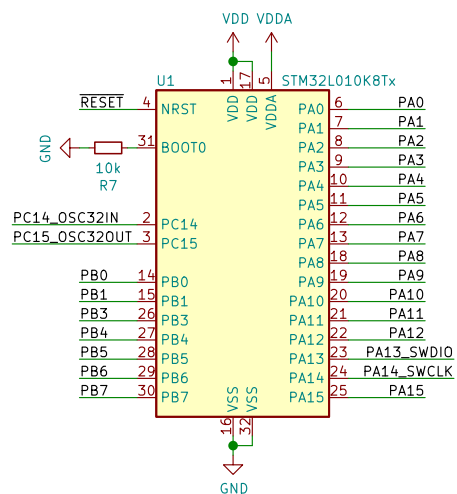 VDD VDDA
U1 STM32L010K8Tx
1 17 5
VDD VDD VDDA
RESET 4 NRST PA0 6 PA0
PA1 7 PA1
GND 31 BOOT0 PA2 8 PA2
10k PA3 9 PA3
R7 PA4 10 PA4
PA5 11 PA5
PC14_OSC32IN 2 PC14 PA6 12 PA6
PC15_OSC32OUT 3 PC15 PA7 13 PA7
PA8 18 PA8
PB0 14 PB0 PA9 19 PA9
PB1 15 PB1 PA10 20 PA10
PB3 26 PB3 PA11 21 PA11
PB4 27 PB4 PA12 22 PA12
PB5 28 PB5 PA13 23 PA13_SWDIO
PB6 29 PB6 PA14 24 PA14_SWCLK
PB7 30 PB7 PA15 25 PA15
VSS VSS
16 32
GND